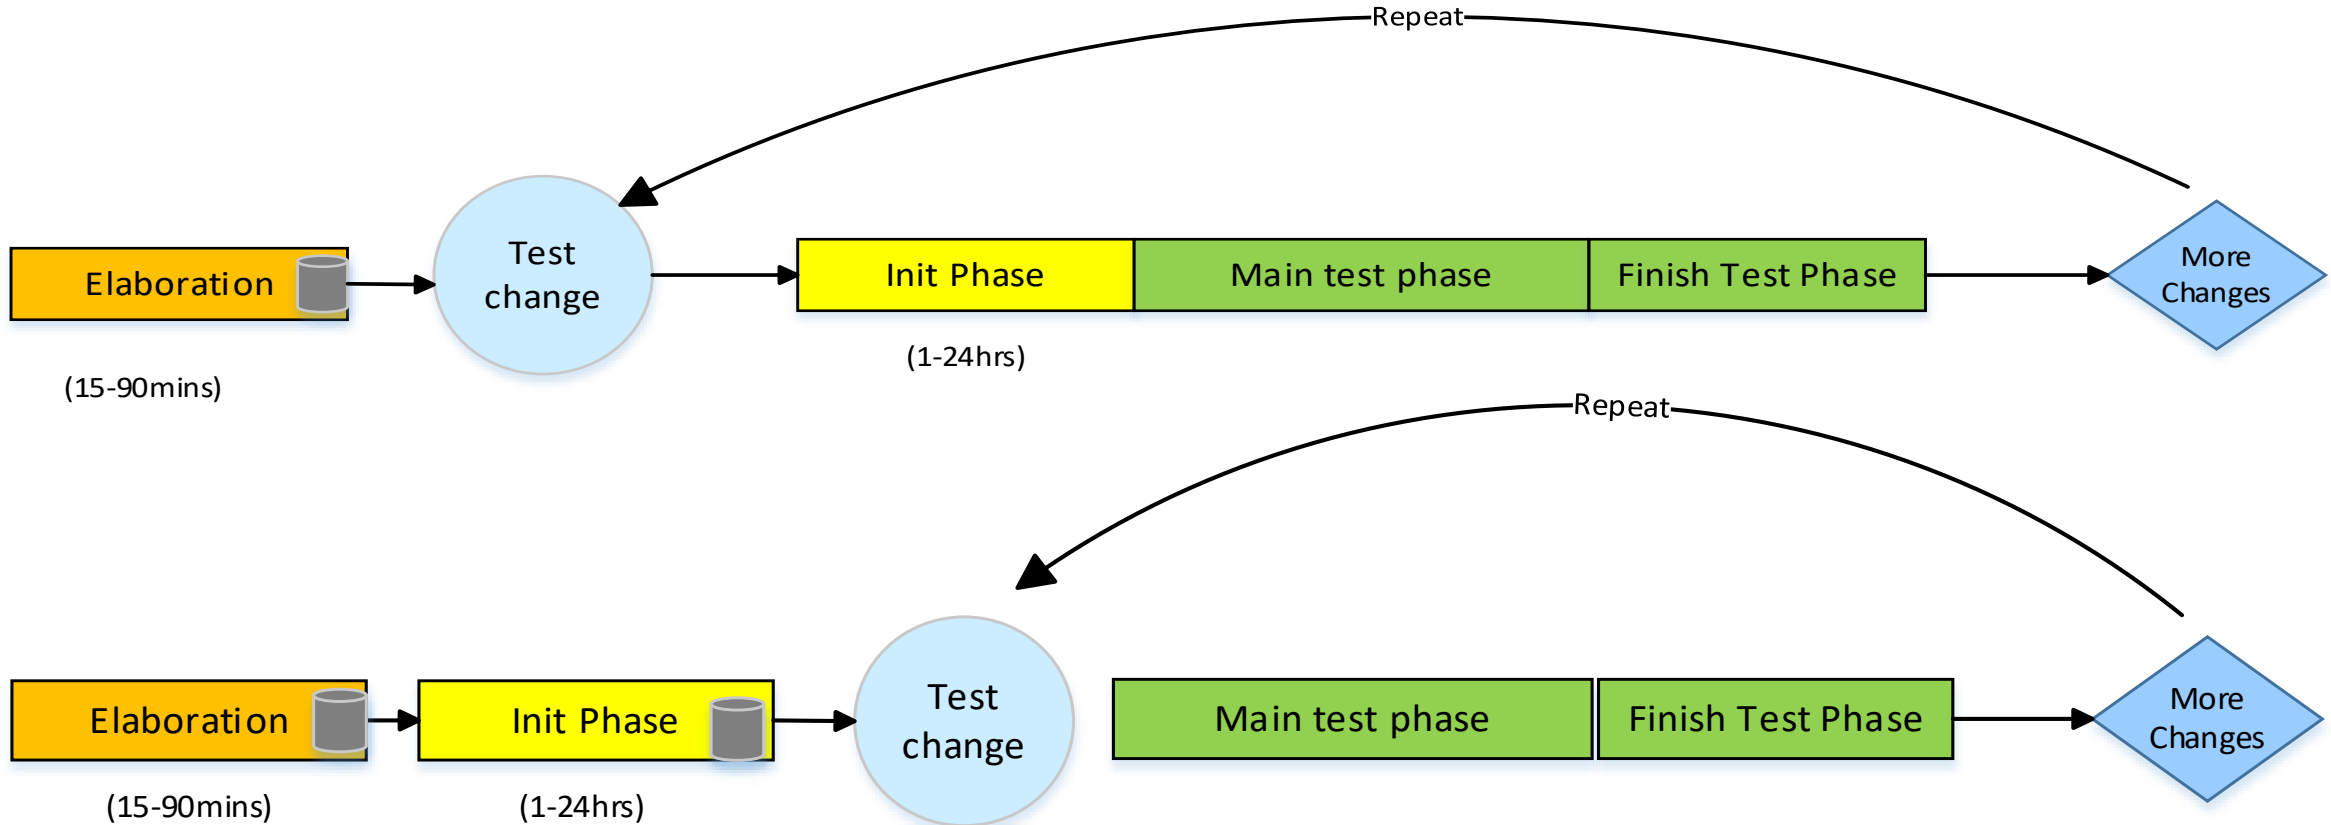 Repeat
Elaboration
Test
change
Init Phase
Main test phase
Finish Test Phase
More
Changes
(15-90mins)
(1-24hrs)
Repeat
Elaboration
Init Phase
Test
change
Main test phase
Finish Test Phase
More
Changes
(15-90mins)
(1-24hrs)